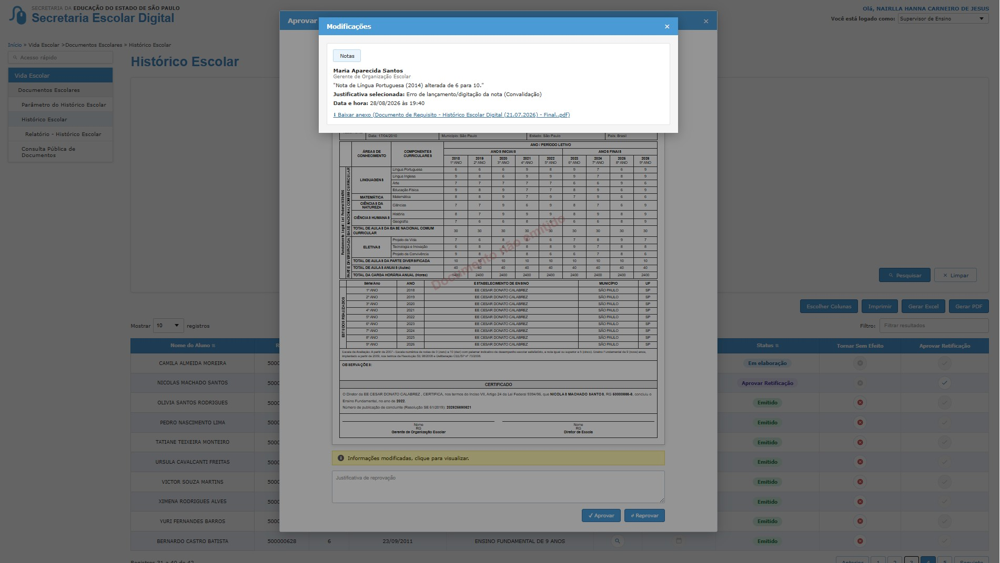 SECRETARIA DA EDUCAÇÃO DO ESTADO DE SÃO PAULO
Secretaria Escolar Digital
Olá, NAIRLLA HANNA CARNEIRO DE JESUS
Você está logado como: Supervisor de Ensino
Início » Vida Escolar >Documentos Escolares » Histórico Escolar
Acesso rápido
Vida Escolar
Documentos Escolares
Parâmetro do Histórico Escolar
Histórico Escolar
Relatório - Histórico Escolar
Consulta Pública de
Documentos
Histórico Escolar
Aprovar
Modificações
Notas
Maria Aparecida Santos
Gerente de Organização Escolar
"Nota de Língua Portuguesa (2014) alterada de 6 para 10."
Justificativa selecionada: Erro de lançamento/digitação da nota (Convalidação)
Data e hora: 28/08/2026 às 19:40
Baixar anexo (Documento de Requisito - Histórico Escolar Digital (21.07.2026) - Final..pdf)
Data: 17/04/2010 Município: São Paulo Estado: São Paulo País: Brasil
ÁREAS DE CONHECIMENTO COMPONENTES CURRICULARES ANO / PERÍODO LETIVO
ANOS INICIAIS ANOS FINAIS
2018 2019 2020 2021 2022 2023 2024 2025 2026
1º ANO 2º ANO 3º ANO 4º ANO 5º ANO 6º ANO 7º ANO 8º ANO 9º ANO
Fundamento Legal: Lei Federal 9394/96
BASE NACIONAL COMUM CURRICULAR
LINGUAGENS
Língua Portuguesa 6 6 6 9 8 9 7 6 9
Língua Inglesa 9 8 6 9 9 9 7 8 9
Arte 7 7 7 7 7 6 6 9 6
Educação Física 9 8 9 7 7 8 9 6 9
MATEMÁTICA Matemática 8 8 9 7 9 7 9 6 9
CIÊNCIAS DA NATUREZA Ciências 7 7 9 6 9 8 7 6 9
CIÊNCIAS HUMANAS História 8 7 9 9 9 8 9 8 9
Geografia 7 6 6 8 6 6 8 9
TOTAL DE AULAS DA BASE NACIONAL COMUM CURRICULAR 30 30 30 30 30 30 30 30 30
PARTE DIVERSIFICADA
ELETIVAS
Projeto de Vida 7 6 8 8 6 7 8 9 7
Tecnologia e Inovação 6 8 6 8 8 9 7 8 8
Projeto de Convivência 9 8 7 8 6 6 7 8 6
TOTAL DE AULAS DA PARTE DIVERSIFICADA 10 10 10 10 10 10 10 10 10
TOTAL DE AULAS ANUAIS (Aulas) 40 40 40 40 40 40 40 40 40
TOTAL DA CARGA HORÁRIA ANUAL (Horas) 2400 2400 2400 2400 2400 2400 2400 2400
Documento não emitido
ESTUDOS REALIZADOS
Série/Ano ANO ESTABELECIMENTO DE ENSINO MUNICÍPIO UF
1º ANO 2018 EE CESAR DONATO CALABREZ SÃO PAULO SP
2º ANO 2019 EE CESAR DONATO CALABREZ SÃO PAULO SP
3º ANO 2020 EE CESAR DONATO CALABREZ SÃO PAULO SP
4º ANO 2021 EE CESAR DONATO CALABREZ SÃO PAULO SP
5º ANO 2022 EE CESAR DONATO CALABREZ SÃO PAULO SP
6º ANO 2023 EE CESAR DONATO CALABREZ SÃO PAULO SP
7º ANO 2024 EE CESAR DONATO CALABREZ SÃO PAULO SP
8º ANO 2025 EE CESAR DONATO CALABREZ SÃO PAULO SP
9º ANO 2026 EE CESAR DONATO CALABREZ SÃO PAULO SP
Escala de Avaliação: A partir de 2007 - Escala numérica de notas de 0 (zero) a 10 (dez) com patamar indicativo de desempenho escolar satisfatório, a nota igual ou superior a 5 (cinco). Ensino Fundamental de 9 (nove) anos,
implantado a partir de 2009, nos termos da Resolução SE 98/2008 e Deliberação CEE/SP nº 73/2008.
OBSERVAÇÕES:
CERTIFICADO
O Diretor da EE CESAR DONATO CALABREZ , CERTIFICA, nos termos do Inciso VII, Artigo 24 da Lei Federal 9394/96, que NICOLAS MACHADO SANTOS, RG 50000666-6, concluiu o
Ensino Fundamental, no ano de 2022.
Número de publicação de concluinte (Resolução SE 61/2019): 202625680621
Nome Nome
RG RG
Gerente de Organização Escolar Diretor de Escola
Informações modificadas, clique para visualizar.
Justificativa de reprovação
Aprovar Reprovar
Pesquisar Limpar
Escolher Colunas Imprimir Gerar Excel Gerar PDF
Mostrar 10 registros
Filtro: Filtrar resultados
Nome do Aluno R Status Tornar Sem Efeito Aprovar Retificação
CAMILA ALMEIDA MOREIRA 5000 Em elaboração
NICOLAS MACHADO SANTOS 5000 Aprovar Retificação
OLIVIA SANTOS RODRIGUES 5000 Emitido
PEDRO NASCIMENTO LIMA 5000 Emitido
TATIANE TEIXEIRA MONTEIRO 5000 Emitido
URSULA CAVALCANTI FREITAS 5000 Emitido
VICTOR SOUZA MARTINS 5000 Emitido
XIMENA RODRIGUES ALVES 5000 Emitido
YURI FERNANDES BARROS 5000 Emitido
BERNARDO CASTRO BATISTA 500000628 6 23/09/2011 ENSINO FUNDAMENTAL DE 9 ANOS Emitido
Registros 31 a 40 de 42
Anterior 1 2 3 4 5 Seguinte